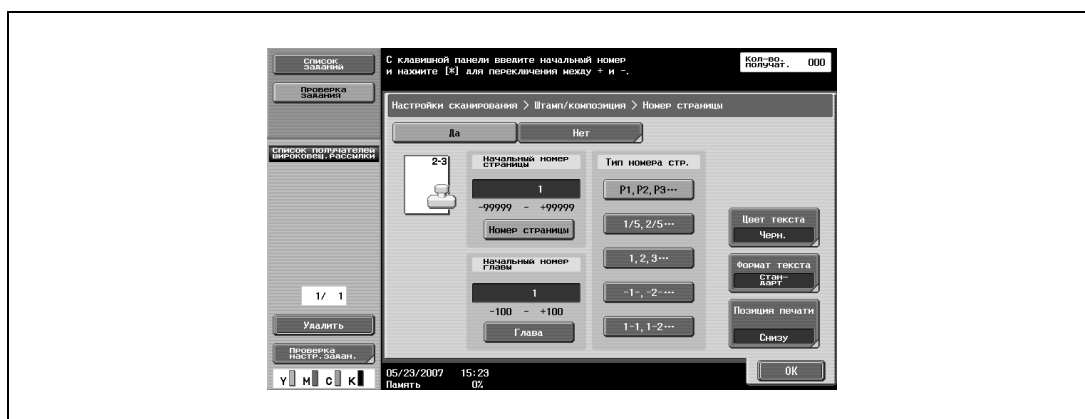 Список
заданий
Проверка
задания
Список получателей
широковещ.рассылки
1/ 1
Удалить
Проверка
настр.задан.
Y M C K
С клавишной панели введите начальный номер
и нажмите [*] для переключения между + и -.
Кол-во.
получат. 000
Настройки сканирования > Штамп/композиция > Номер страницы
Да
Нет
2-3
Начальный номер
страницы
1
-99999 - +99999
Номер страницы
Начальный номер
главы
1
-100 - +100
Глава
Тип номера стр.
P1, P2, P3···
1/5, 2/5···
1, 2, 3···
-1-, -2-···
1-1, 1-2···
Цвет текста
Черн.
Формат текста
Стан-
дарт
Позиция печати
Снизу
05/23/2007 15:23
Память 0%
OK